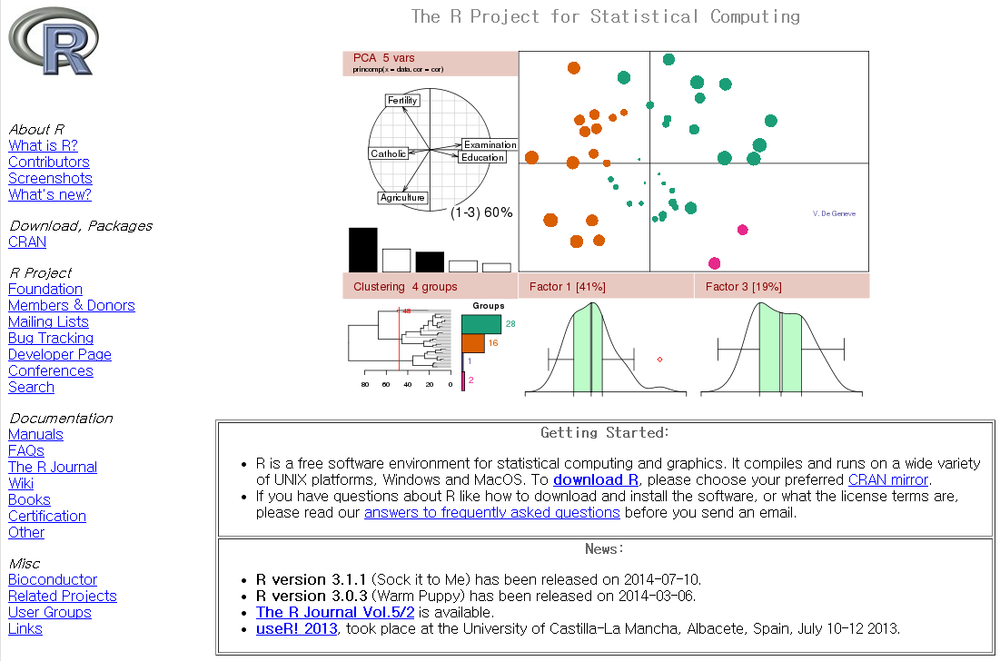 R
The R Project for Statistical Computing
About R
What is R?
Contributors
Screenshots
What's new?
Download, Packages
CRAN
R Project
Foundation
Members & Donors
Mailing Lists
Bug Tracking
Developer Page
Conferences
Search
Documentation
Manuals
FAQs
The R Journal
Wiki
Books
Certification
Other
Misc
Bioconductor
Related Projects
User Groups
Links
PCA 5 vars
princomp(x = data, cor = cor)
Fertility
Catholic
Examination
Education
Agriculture
(1-3) 60%
V. De Geneve
Clustering 4 groups
Factor 1 [41%]
Factor 3 [19%]
48
Groups
28
16
1
2
80 60 40 20 0
Getting Started:
• R is a free software environment for statistical computing and graphics. It compiles and runs on a wide variety
of UNIX platforms, Windows and MacOS. To download R, please choose your preferred CRAN mirror.
• If you have questions about R like how to download and install the software, or what the license terms are,
please read our answers to frequently asked questions before you send an email.
News:
• R version 3.1.1 (Sock it to Me) has been released on 2014-07-10.
• R version 3.0.3 (Warm Puppy) has been released on 2014-03-06.
• The R Journal Vol.5/2 is available.
• useR! 2013, took place at the University of Castilla-La Mancha, Albacete, Spain, July 10-12 2013.